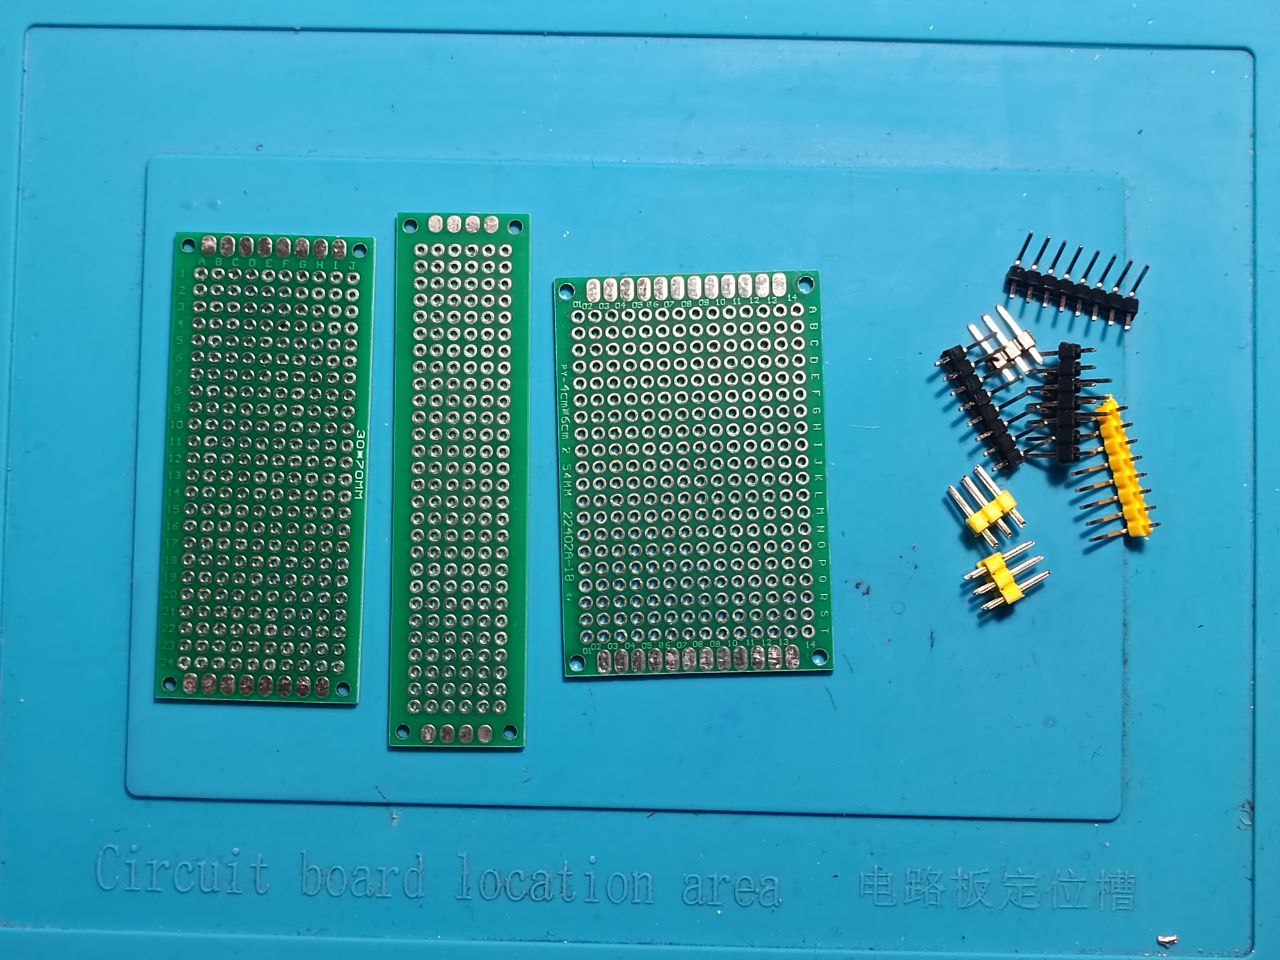 A B C D E F G H I J
1
2
3
4
5
6
7
8
9
10
11
12
13
14
15
16
17
18
19
20
21
22
23
24
30*70MM
01 02 03 04 05 06 07 08 09 10 11 12 13 14
A
B
C
D
E
F
G
H
I
J
K
L
M
N
O
P
Q
R
S
T
PY-4cm*6cm 2 54MM 22402A-18
01 02 03 04 05 06 07 08 09 10 11 12 13 14
Circuit board location area 电路板定位槽